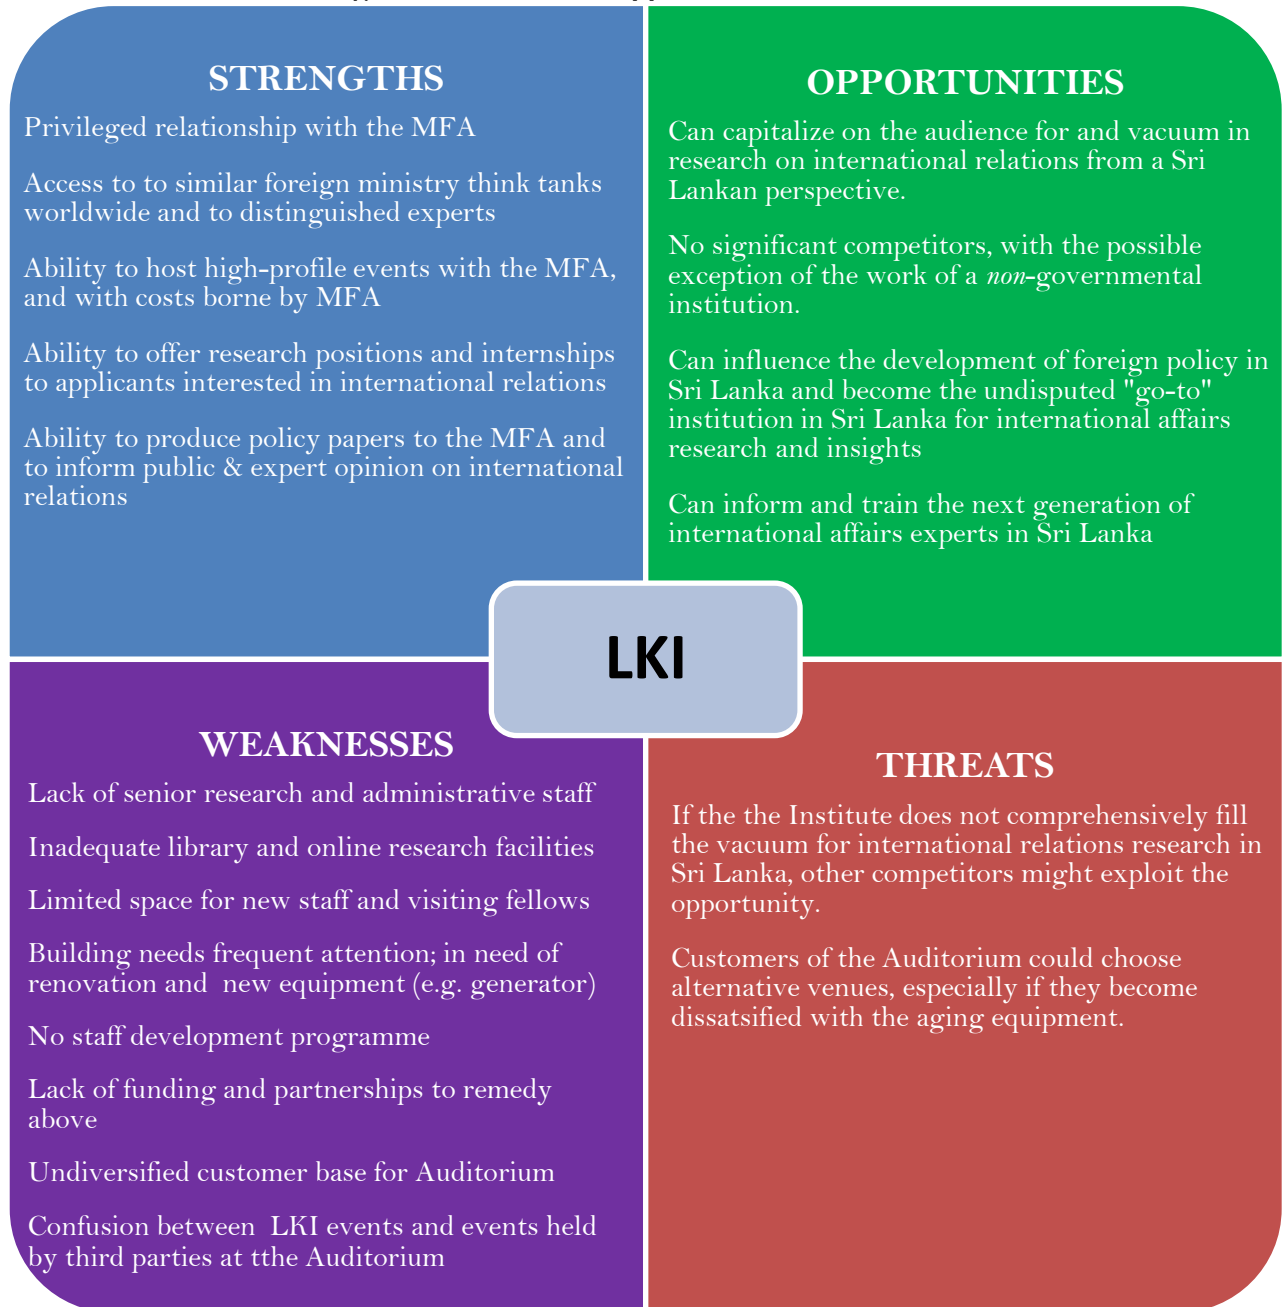 STRENGTHS
Privileged relationship with the MFA
Access to to similar foreign ministry think tanks
worldwide and to distinguished experts
Ability to host high-profile events with the MFA,
and with costs borne by MFA
Ability to offer research positions and internships
to applicants interested in international relations
Ability to produce policy papers to the MFA and
to inform public & expert opinion on international
relations
OPPORTUNITIES
Can capitalize on the audience for and vacuum in
research on international relations from a Sri
Lankan perspective.
No significant competitors, with the possible
exception of the work of a non-governmental
institution.
Can influence the development of foreign policy in
Sri Lanka and become the undisputed "go-to"
institution in Sri Lanka for international affairs
research and insights
Can inform and train the next generation of
international affairs experts in Sri Lanka
LKI
WEAKNESSES
Lack of senior research and administrative staff
Inadequate library and online research facilities
Limited space for new staff and visiting fellows
Building needs frequent attention; in need of
renovation and  new equipment (e.g. generator)
No staff development programme
Lack of funding and partnerships to remedy
above
Undiversified customer base for Auditorium
Confusion between  LKI events and events held
by third parties at tthe Auditorium
THREATS
If the the Institute does not comprehensively fill
the vacuum for international relations research in
Sri Lanka, other competitors might exploit the
opportunity.
Customers of the Auditorium could choose
alternative venues, especially if they become
dissatsified with the aging equipment.